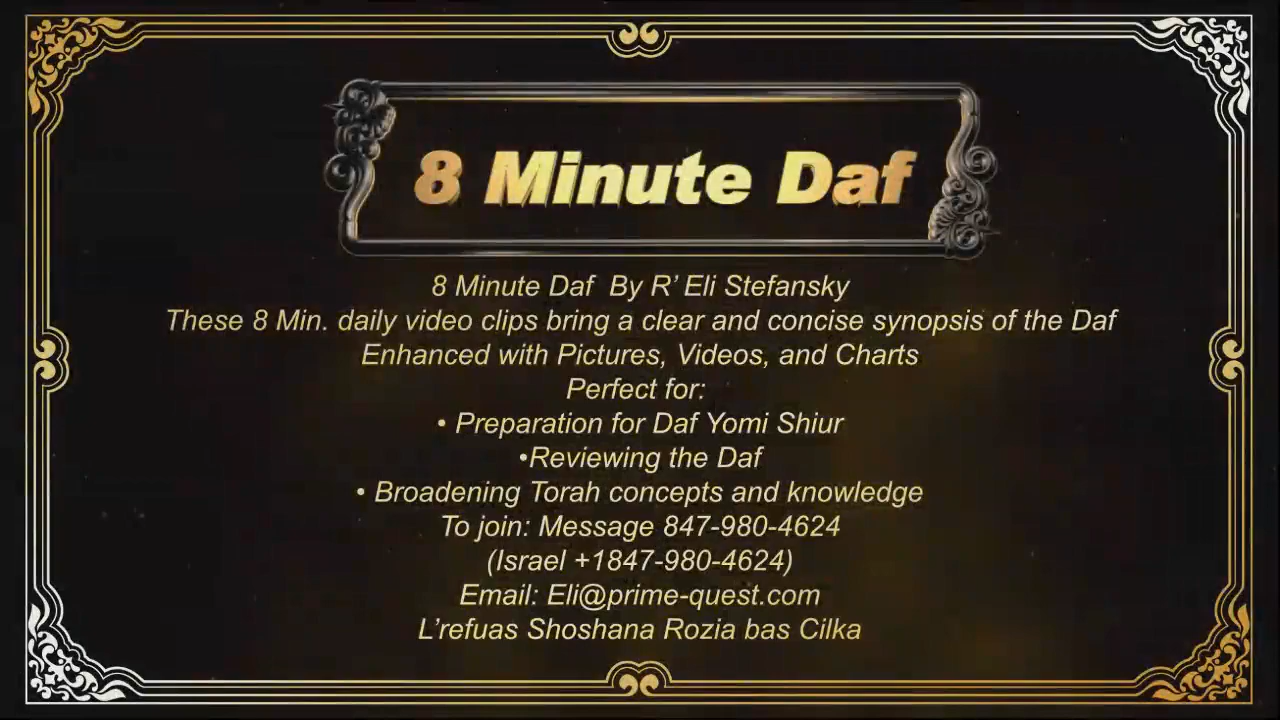 8 Minute Daf
8 Minute Daf By R’ Eli Stefansky
These 8 Min. daily video clips bring a clear and concise synopsis of the Daf
Enhanced with Pictures, Videos, and Charts
Perfect for:
• Preparation for Daf Yomi Shiur
•Reviewing the Daf
• Broadening Torah concepts and knowledge
To join: Message 847-980-4624
(Israel +1847-980-4624)
Email: Eli@prime-quest.com
L’refuas Shoshana Rozia bas Cilka